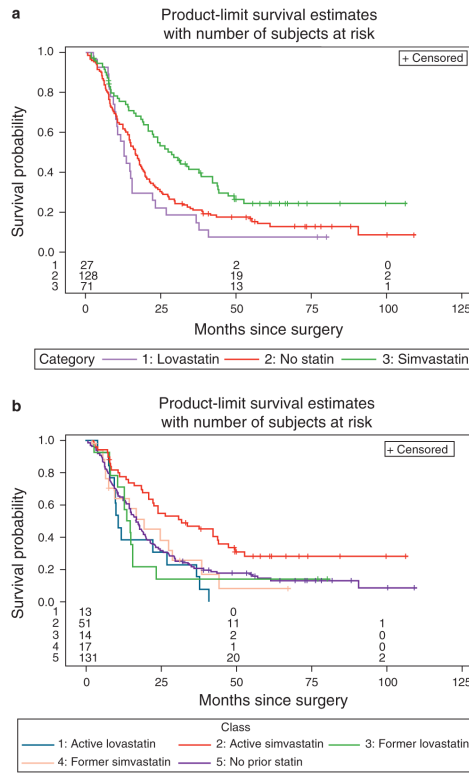 a
Product-limit survival estimates
with number of subjects at risk
+ Censored
1.0
0.8
0.6
0.4
0.2
0.0
Survival probability
1 27 2 0
2 128 19 2
3 71 13 1
0 25 50 75 100
Months since surgery
Category 1: Lovastatin 2: No statin 3: Simvastatin
b
Product-limit survival estimates
with number of subjects at risk
+ Censored
1.0
0.8
0.6
0.4
0.2
0.0
Survival probability
1 13 0
2 51 11 1
3 14 2 0
4 17 1 0
5 131 20 2
0 25 50 75 100
Months since surgery
Class
1: Active lovastatin 2: Active simvastatin 3: Former lovastatin
4: Former simvastatin 5: No prior statin